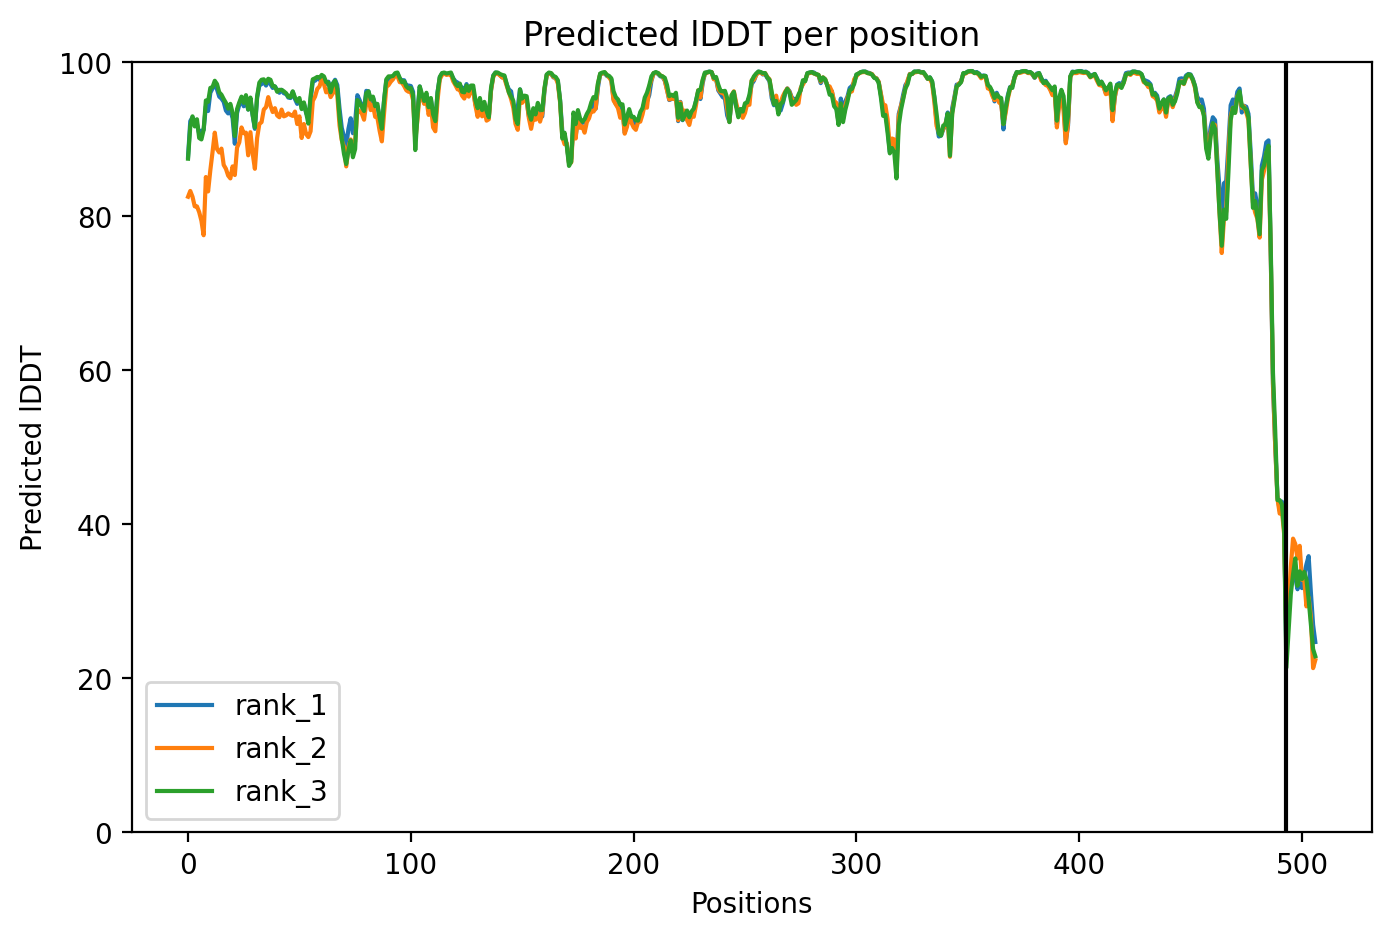 Predicted lDDT per position
100
80
60
40
20
0
Predicted lDDT
rank_1
rank_2
rank_3
0 100 200 300 400 500
Positions